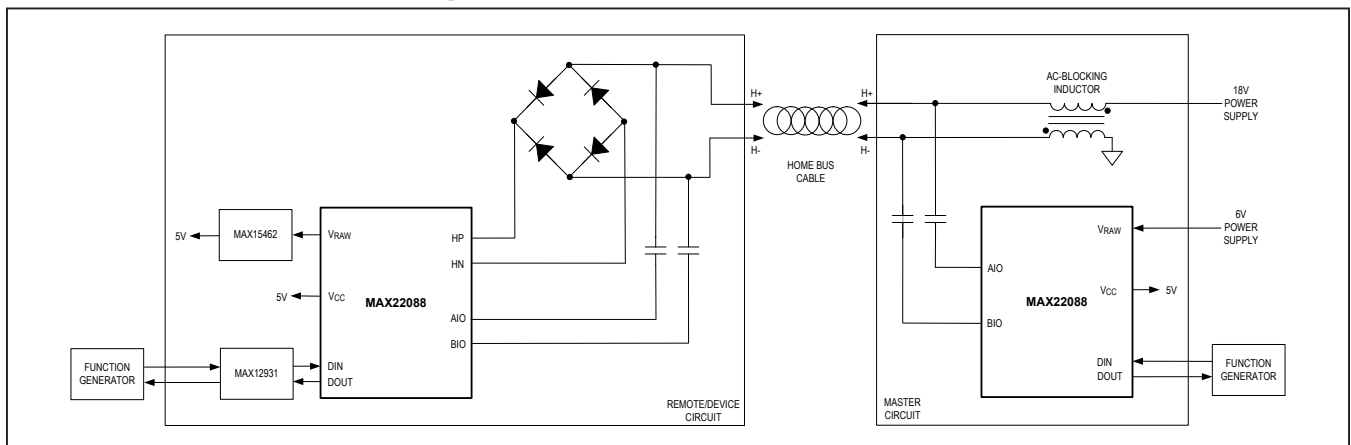 AC-BLOCKING
INDUCTOR
18V
POWER
SUPPLY
H+
H+
H-
H-
HOME BUS
CABLE
6V
POWER
SUPPLY
5V
MAX15462
VRAW
HP
HN
MAX22088
5V
VCC
AIO
BIO
FUNCTION
GENERATOR
MAX12931
DIN
DOUT
REMOTE/DEVICE
CIRCUIT
VRAW
AIO
MAX22088
VCC
5V
BIO
DIN
DOUT
FUNCTION
GENERATOR
MASTER
CIRCUIT